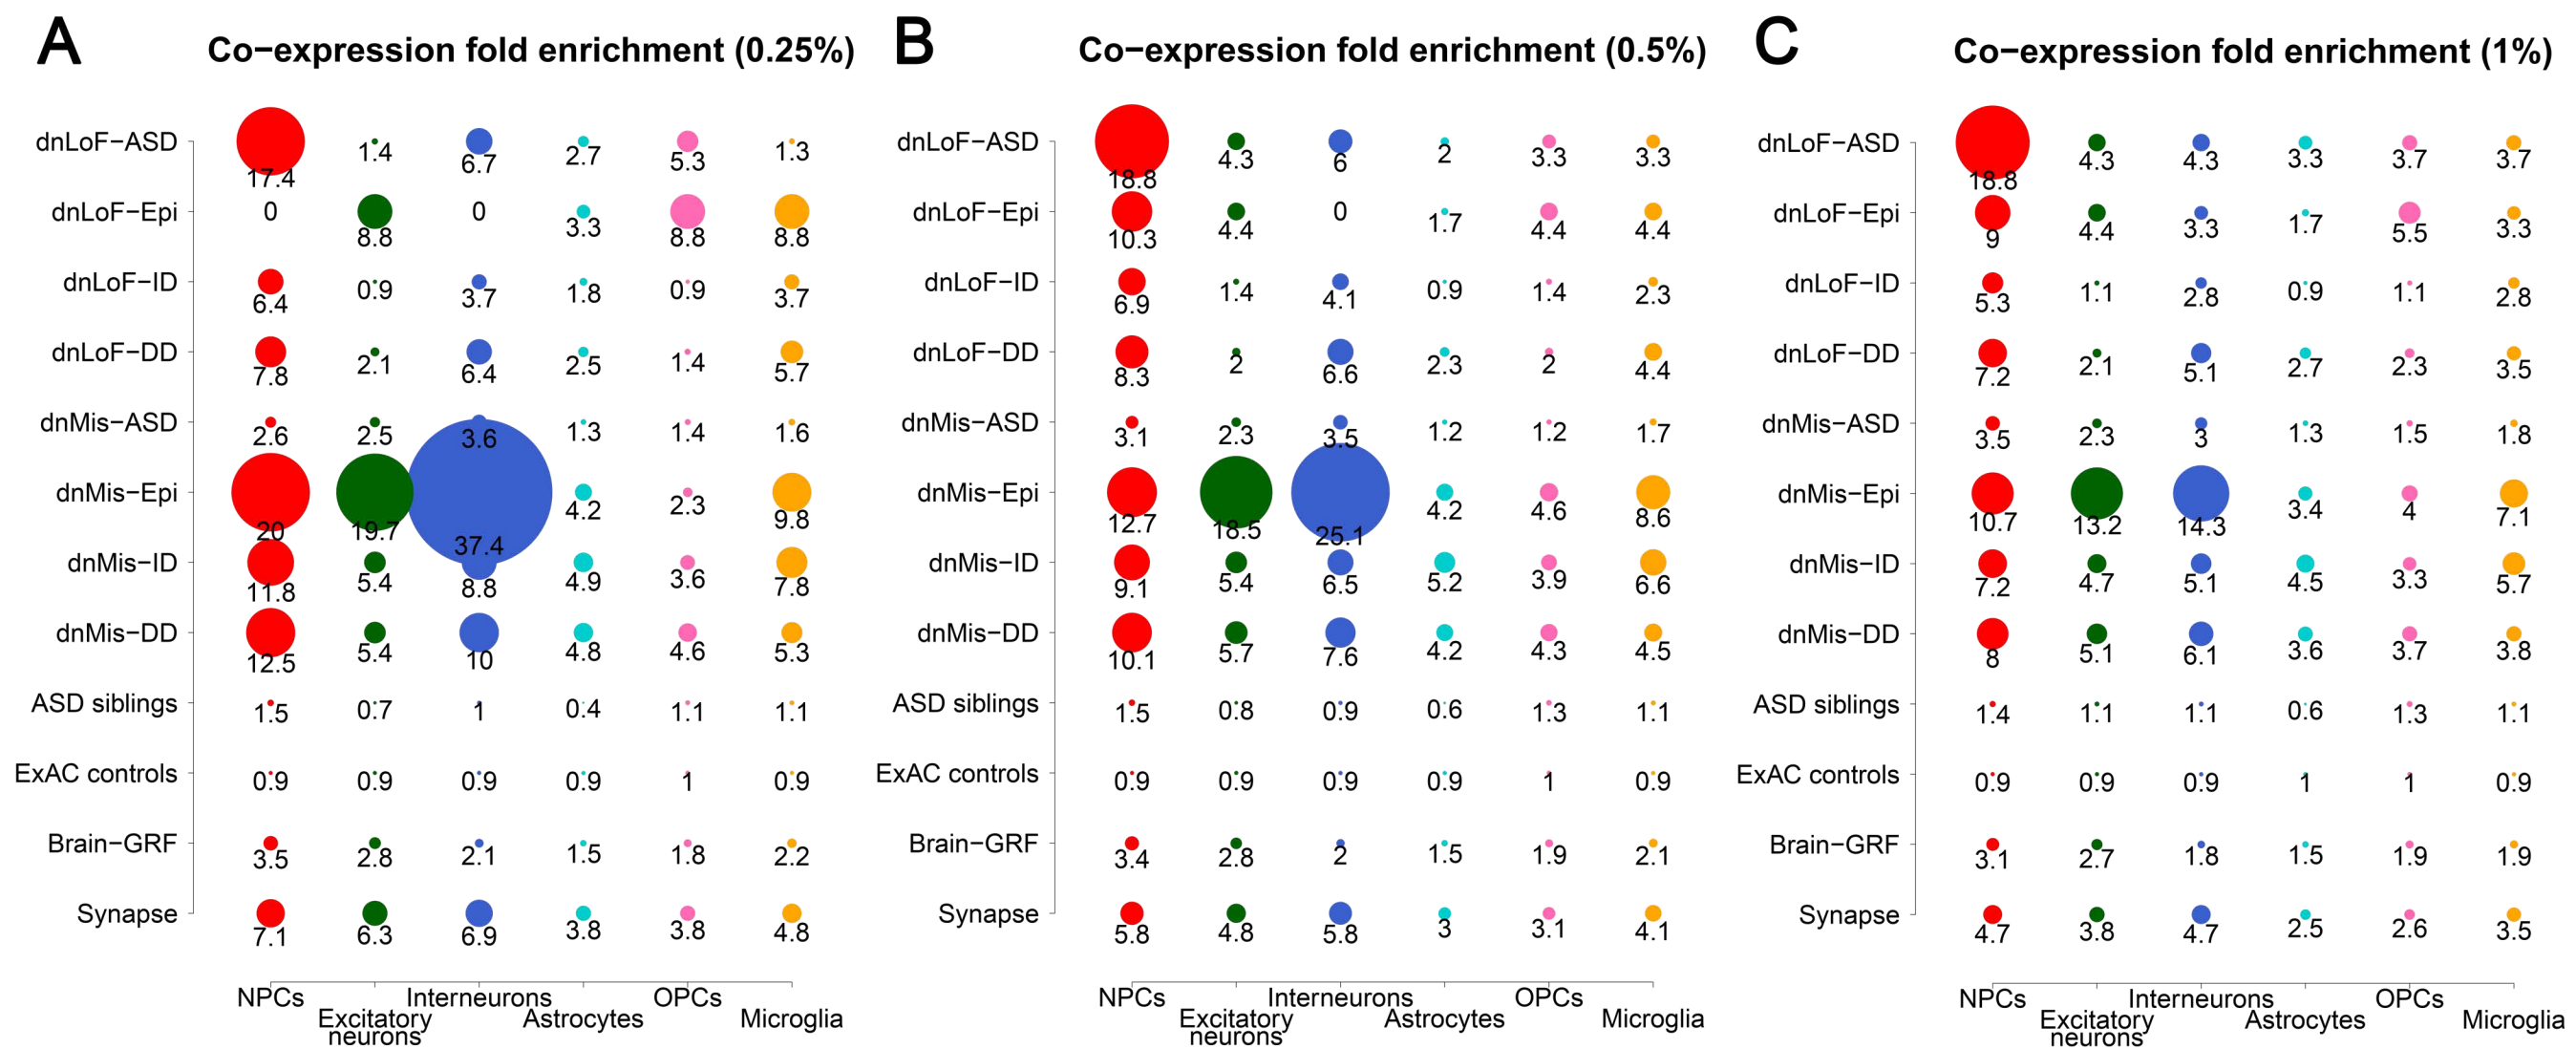 A Co−expression fold enrichment (0.25%)
dnLoF−ASD 17.4 1.4 6.7 2.7 5.3 1.3
dnLoF−Epi 0 8.8 0 3.3 8.8 8.8
dnLoF−ID 6.4 0.9 3.7 1.8 0.9 3.7
dnLoF−DD 7.8 2.1 6.4 2.5 1.4 5.7
dnMis−ASD 2.6 2.5 3.6 1.3 1.4 1.6
dnMis−Epi 20 19.7 37.4 4.2 2.3 9.8
dnMis−ID 11.8 5.4 8.8 4.9 3.6 7.8
dnMis−DD 12.5 5.4 10 4.8 4.6 5.3
ASD siblings 1.5 0.7 1 0.4 1.1 1.1
ExAC controls 0.9 0.9 0.9 0.9 1 0.9
Brain−GRF 3.5 2.8 2.1 1.5 1.8 2.2
Synapse 7.1 6.3 6.9 3.8 3.8 4.8
NPCs Interneurons OPCs
Excitatory Astrocytes Microglia
neurons
B Co−expression fold enrichment (0.5%)
dnLoF−ASD 18.8 4.3 6 2 3.3 3.3
dnLoF−Epi 10.3 4.4 0 1.7 4.4 4.4
dnLoF−ID 6.9 1.4 4.1 0.9 1.4 2.3
dnLoF−DD 8.3 2 6.6 2.3 2 4.4
dnMis−ASD 3.1 2.3 3.5 1.2 1.2 1.7
dnMis−Epi 12.7 18.5 25.1 4.2 4.6 8.6
dnMis−ID 9.1 5.4 6.5 5.2 3.9 6.6
dnMis−DD 10.1 5.7 7.6 4.2 4.3 4.5
ASD siblings 1.5 0.8 0.9 0.6 1.3 1.1
ExAC controls 0.9 0.9 0.9 0.9 1 0.9
Brain−GRF 3.4 2.8 2 1.5 1.9 2.1
Synapse 5.8 4.8 5.8 3 3.1 4.1
NPCs Interneurons OPCs
Excitatory Astrocytes Microglia
neurons
C Co−expression fold enrichment (1%)
dnLoF−ASD 18.8 4.3 4.3 3.3 3.7 3.7
dnLoF−Epi 9 4.4 3.3 1.7 5.5 3.3
dnLoF−ID 5.3 1.1 2.8 0.9 1.1 2.8
dnLoF−DD 7.2 2.1 5.1 2.7 2.3 3.5
dnMis−ASD 3.5 2.3 3 1.3 1.5 1.8
dnMis−Epi 10.7 13.2 14.3 3.4 4 7.1
dnMis−ID 7.2 4.7 5.1 4.5 3.3 5.7
dnMis−DD 8 5.1 6.1 3.6 3.7 3.8
ASD siblings 1.4 1.1 1.1 0.6 1.3 1.1
ExAC controls 0.9 0.9 0.9 1 1 0.9
Brain−GRF 3.1 2.7 1.8 1.5 1.9 1.9
Synapse 4.7 3.8 4.7 2.5 2.6 3.5
NPCs Interneurons OPCs
Excitatory Astrocytes Microglia
neurons